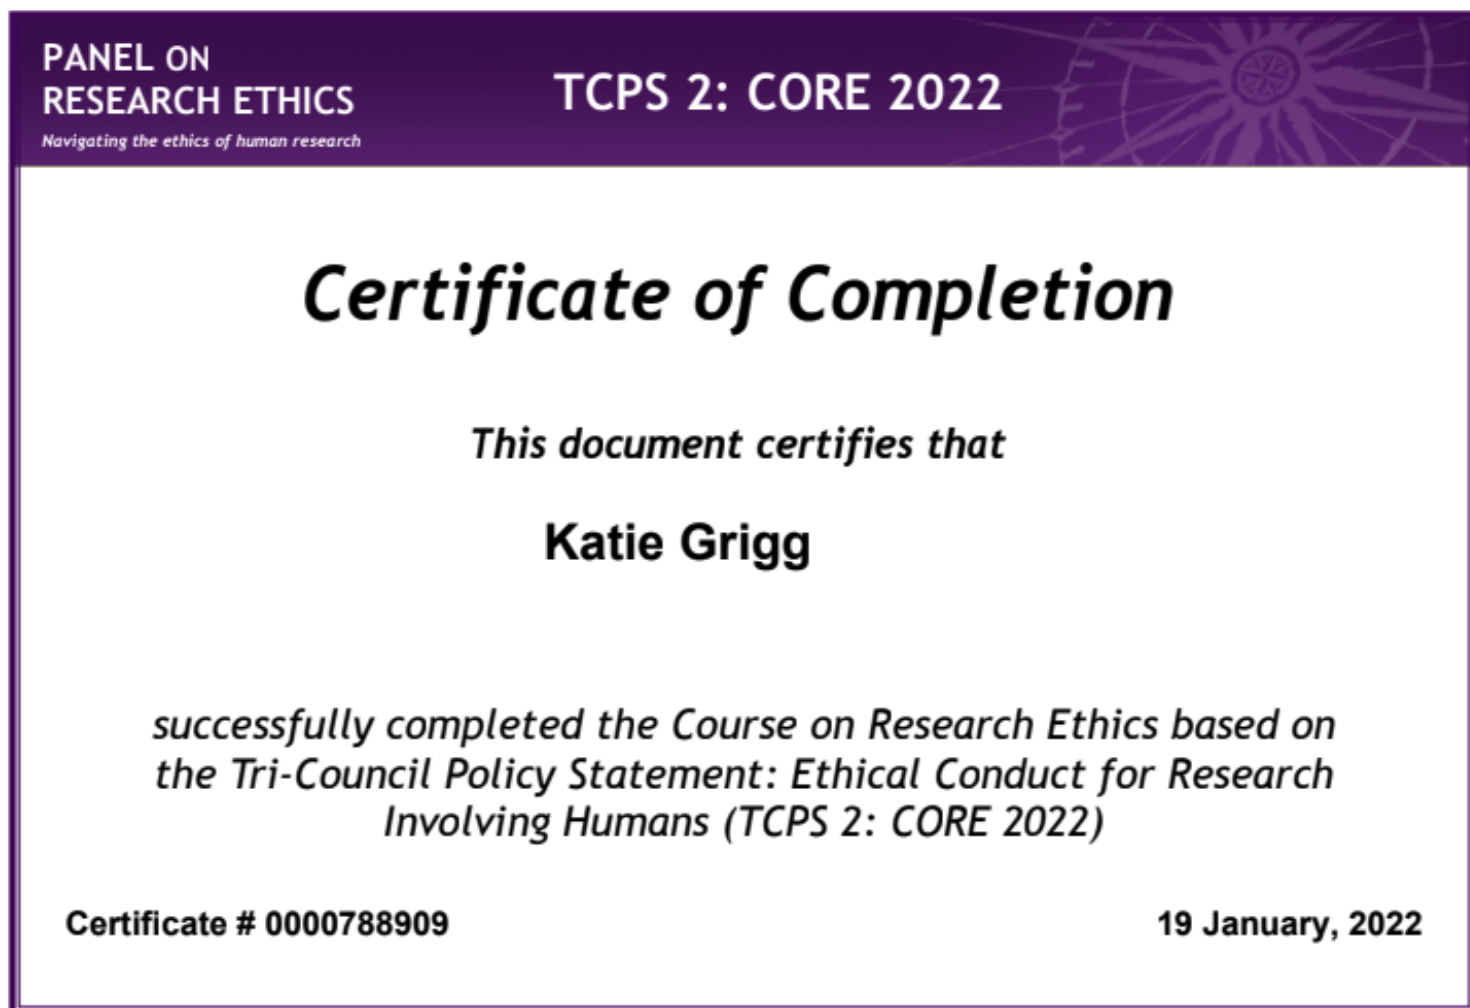 PANEL ON
RESEARCH ETHICS
Navigating the ethics of human research
TCPS 2: CORE 2022
Certificate of Completion
This document certifies that
Katie Grigg
successfully completed the Course on Research Ethics based on
the Tri-Council Policy Statement: Ethical Conduct for Research
Involving Humans (TCPS 2: CORE 2022)
Certificate # 0000788909
19 January, 2022